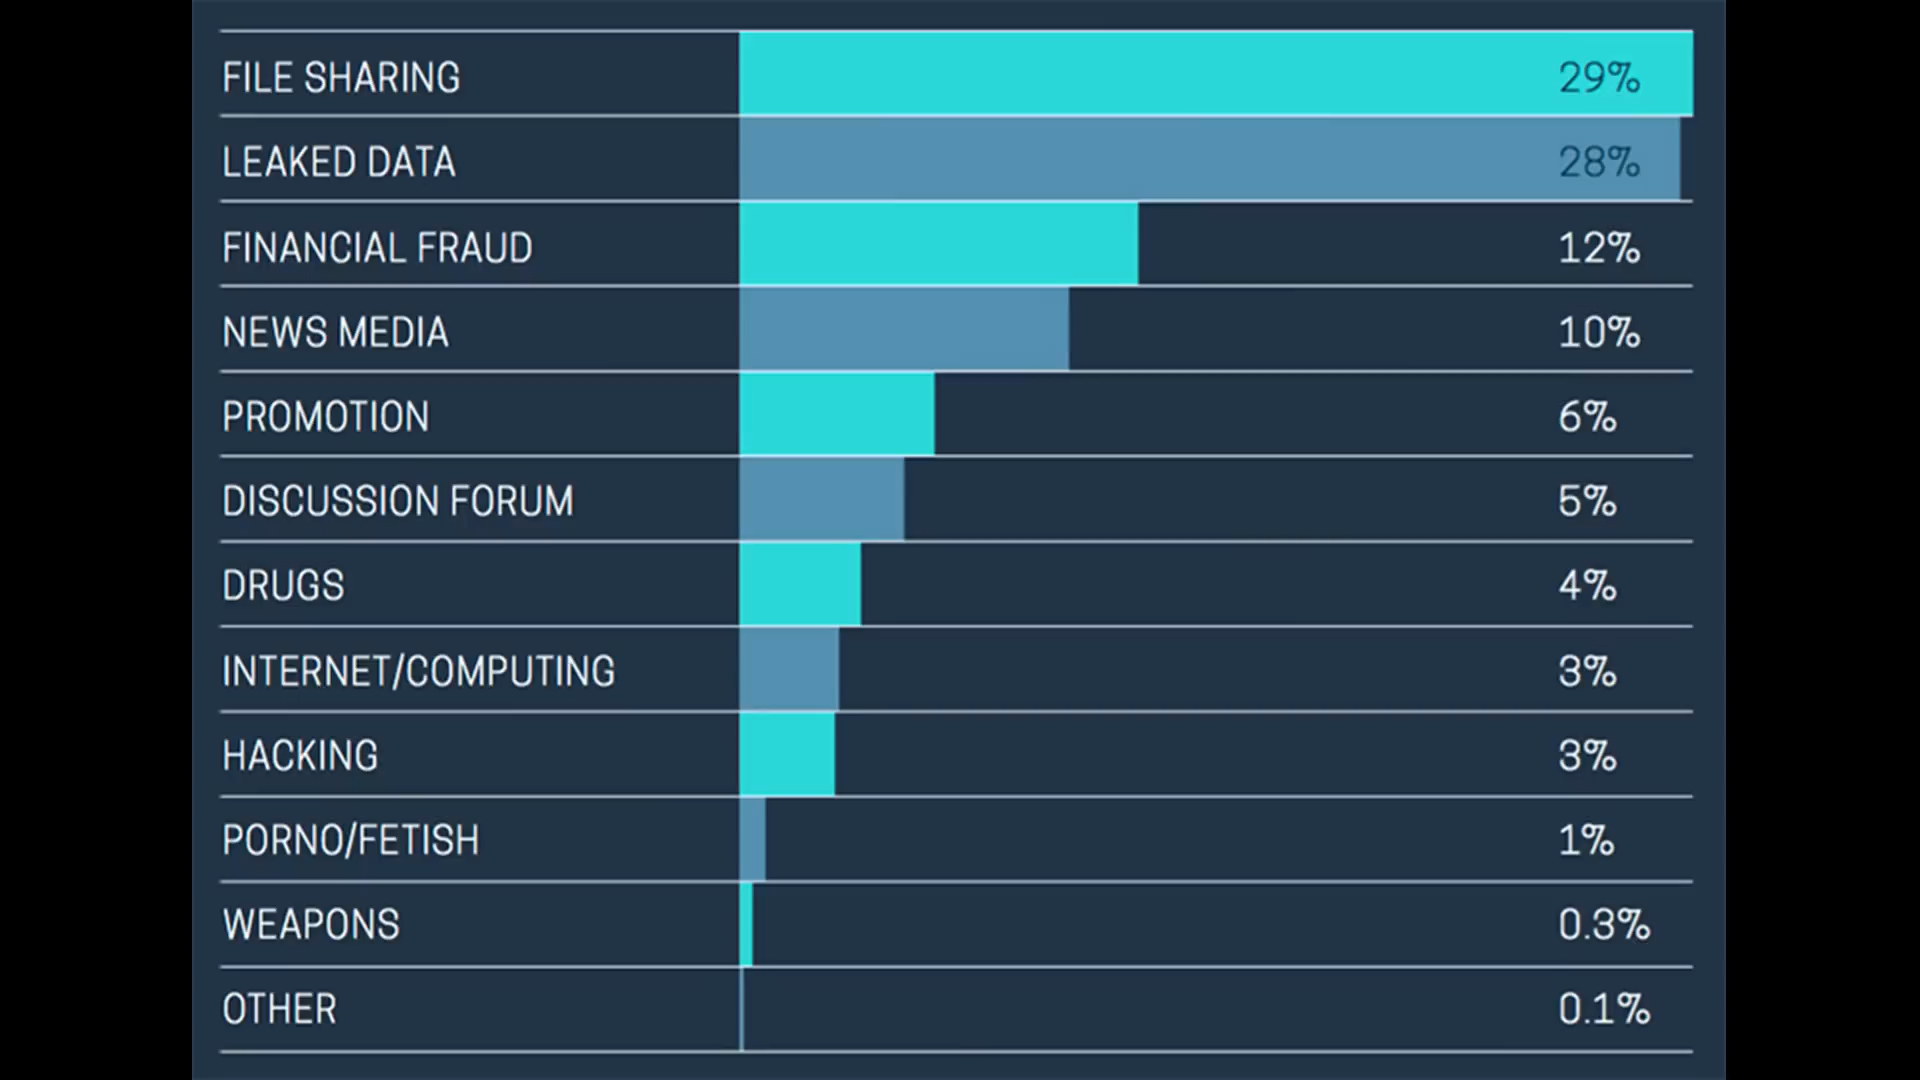 FILE SHARING 29%
LEAKED DATA 28%
FINANCIAL FRAUD 12%
NEWS MEDIA 10%
PROMOTION 6%
DISCUSSION FORUM 5%
DRUGS 4%
INTERNET/COMPUTING 3%
HACKING 3%
PORNO/FETISH 1%
WEAPONS 0.3%
OTHER 0.1%